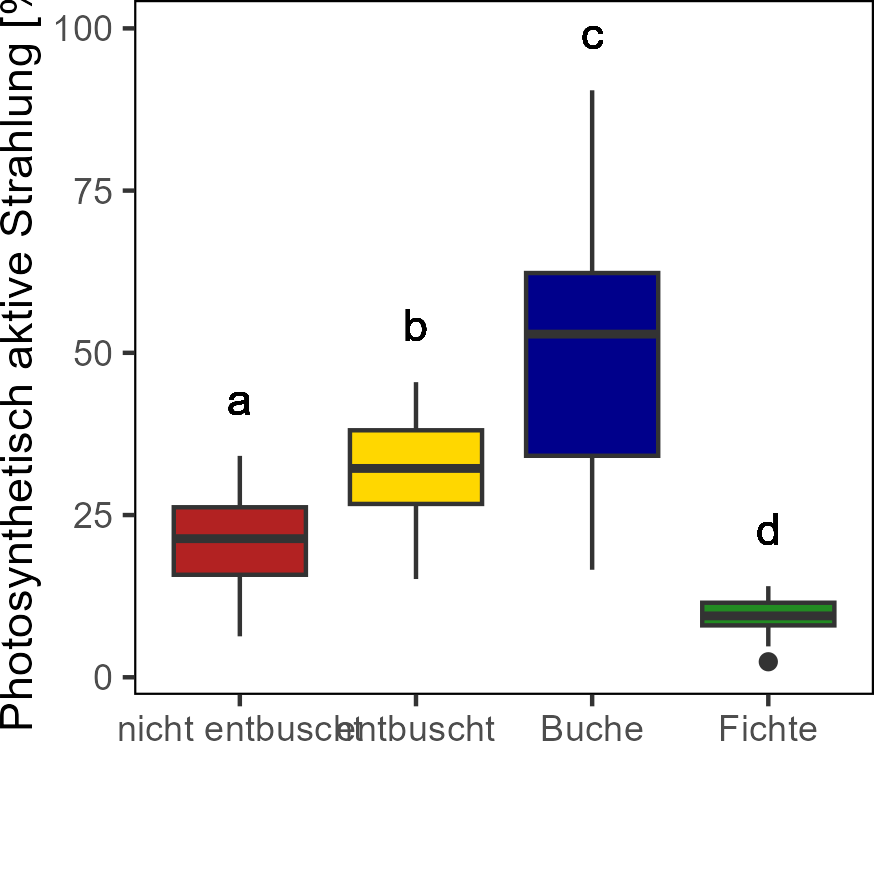 Photosynthetisch aktive Strahlung [%
100
75
50
25
0
a
b
c
d
nicht entbuscht
entbuscht
Buche
Fichte